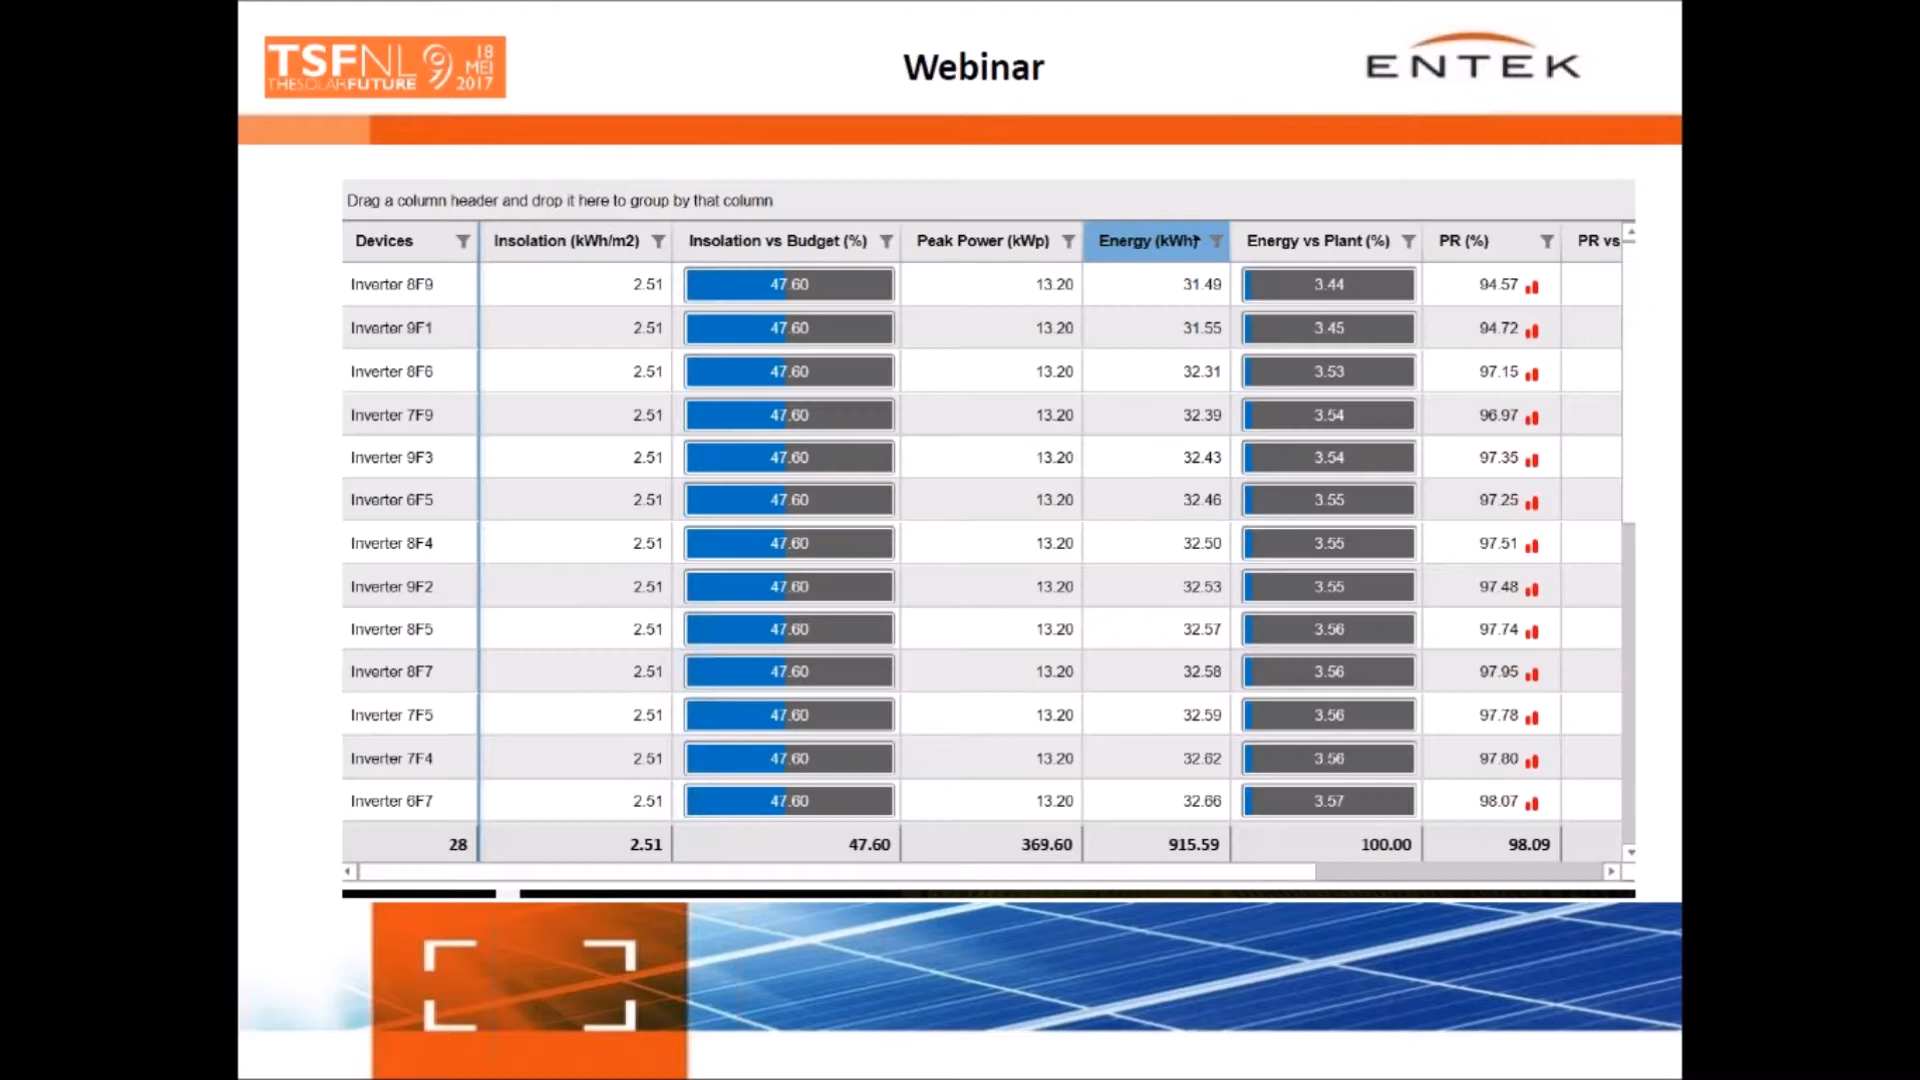 TSFNL 9 18 MEI 2017
THESOLARFUTURE
Webinar
ENTEK
Drag a column header and drop it here to group by that column
Devices Insolation (kWh/m2) Insolation vs Budget (%) Peak Power (kWp) Energy (kWh) Energy vs Plant (%) PR (%) PR vs
Inverter 8F9 2.51 47.60 13.20 31.49 3.44 94.57
Inverter 9F1 2.51 47.60 13.20 31.55 3.45 94.72
Inverter 8F6 2.51 47.60 13.20 32.31 3.53 97.15
Inverter 7F9 2.51 47.60 13.20 32.39 3.54 96.97
Inverter 9F3 2.51 47.60 13.20 32.43 3.54 97.35
Inverter 6F5 2.51 47.60 13.20 32.46 3.55 97.25
Inverter 8F4 2.51 47.60 13.20 32.50 3.55 97.51
Inverter 9F2 2.51 47.60 13.20 32.53 3.55 97.48
Inverter 8F5 2.51 47.60 13.20 32.57 3.56 97.74
Inverter 8F7 2.51 47.60 13.20 32.58 3.56 97.95
Inverter 7F5 2.51 47.60 13.20 32.59 3.56 97.78
Inverter 7F4 2.51 47.60 13.20 32.62 3.56 97.80
Inverter 6F7 2.51 47.60 13.20 32.66 3.57 98.07
28 2.51 47.60 369.60 915.59 100.00 98.09